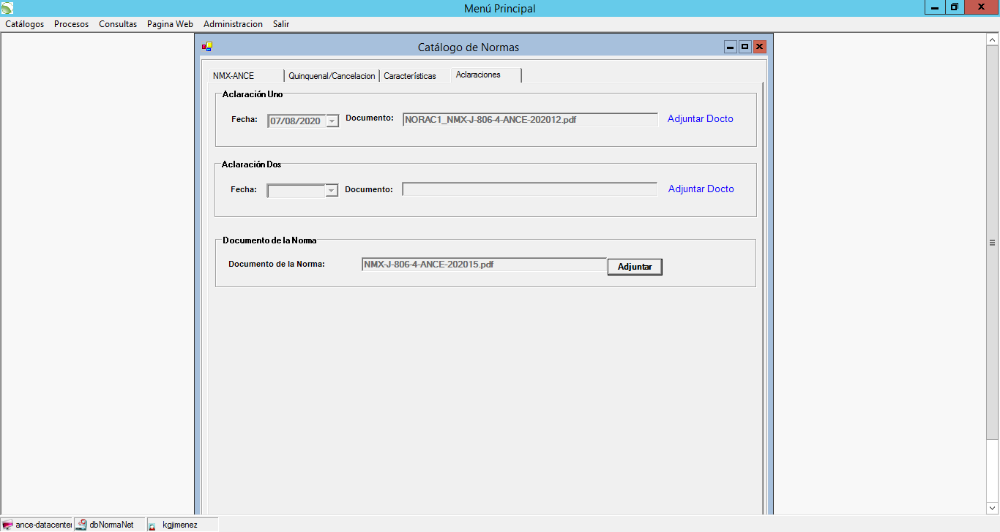 Menú Principal
Catálogos Procesos Consultas Pagina Web Administracion Salir
Catálogo de Normas
NMX-ANCE Quinquenal/Cancelacion Características Aclaraciones
Aclaración Uno
Fecha: 07/08/2020 Documento: NORAC1_NMX-J-806-4-ANCE-202012.pdf Adjuntar Docto
Aclaración Dos
Fecha: Documento: Adjuntar Docto
Documento de la Norma
Documento de la Norma: NMX-J-806-4-ANCE-202015.pdf Adjuntar
ance-datacenter dbNormaNet kgjimenez